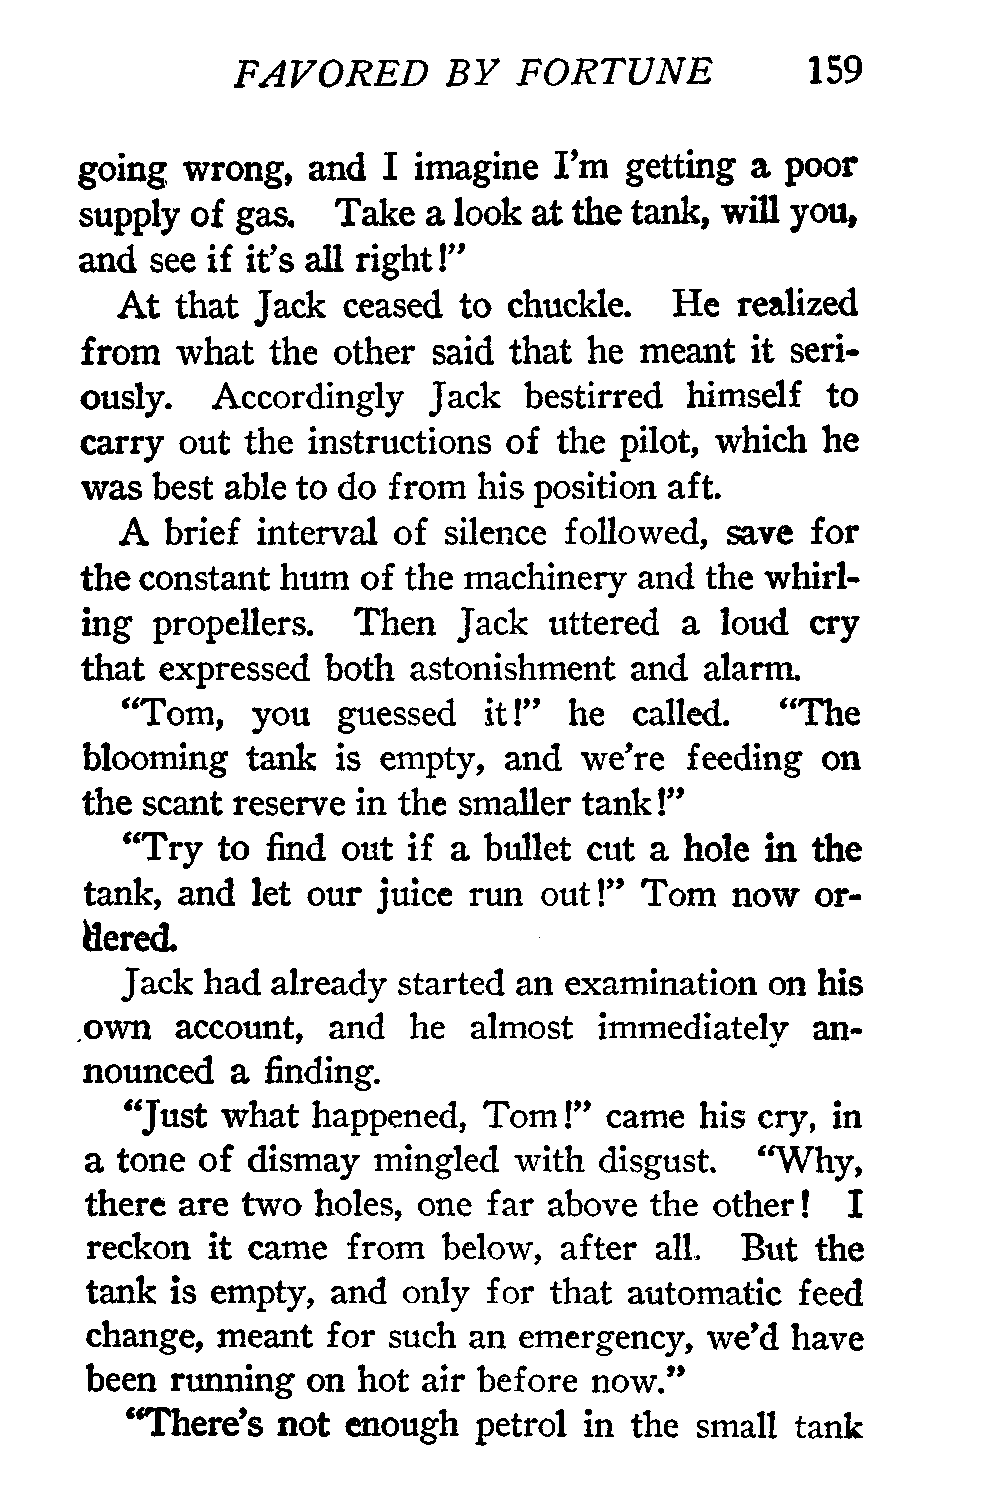 FAVORED BY FORTUNE 159
going wrong, and I imagine I'm getting a poor
supply of gas. Take a look at the tank, will you,
and see if it's all right!”
At that Jack ceased to chuckle. He realized
from what the other said that he meant it seri-
ously. Accordingly Jack bestirred himself to
carry out the instructions of the pilot, which he
was best able to do from his position aft.
A brief interval of silence followed, save for
the constant hum of the machinery and the whirl-
ing propellers. Then Jack uttered a loud cry
that expressed both astonishment and alarm.
“Tom, you guessed it!” he called. “The
blooming tank is empty, and we're feeding on
the scant reserve in the smaller tank!”
“Try to find out if a bullet cut a hole in the
tank, and let our juice run out!” Tom now or-
dered.
Jack had already started an examination on his
own account, and he almost immediately an-
nounced a finding.
“Just what happened, Tom!” came his cry, in
a tone of dismay mingled with disgust. “Why,
there are two holes, one far above the other! I
reckon it came from below, after all. But the
tank is empty, and only for that automatic feed
change, meant for such an emergency, we'd have
been running on hot air before now.”
“There's not enough petrol in the small tank